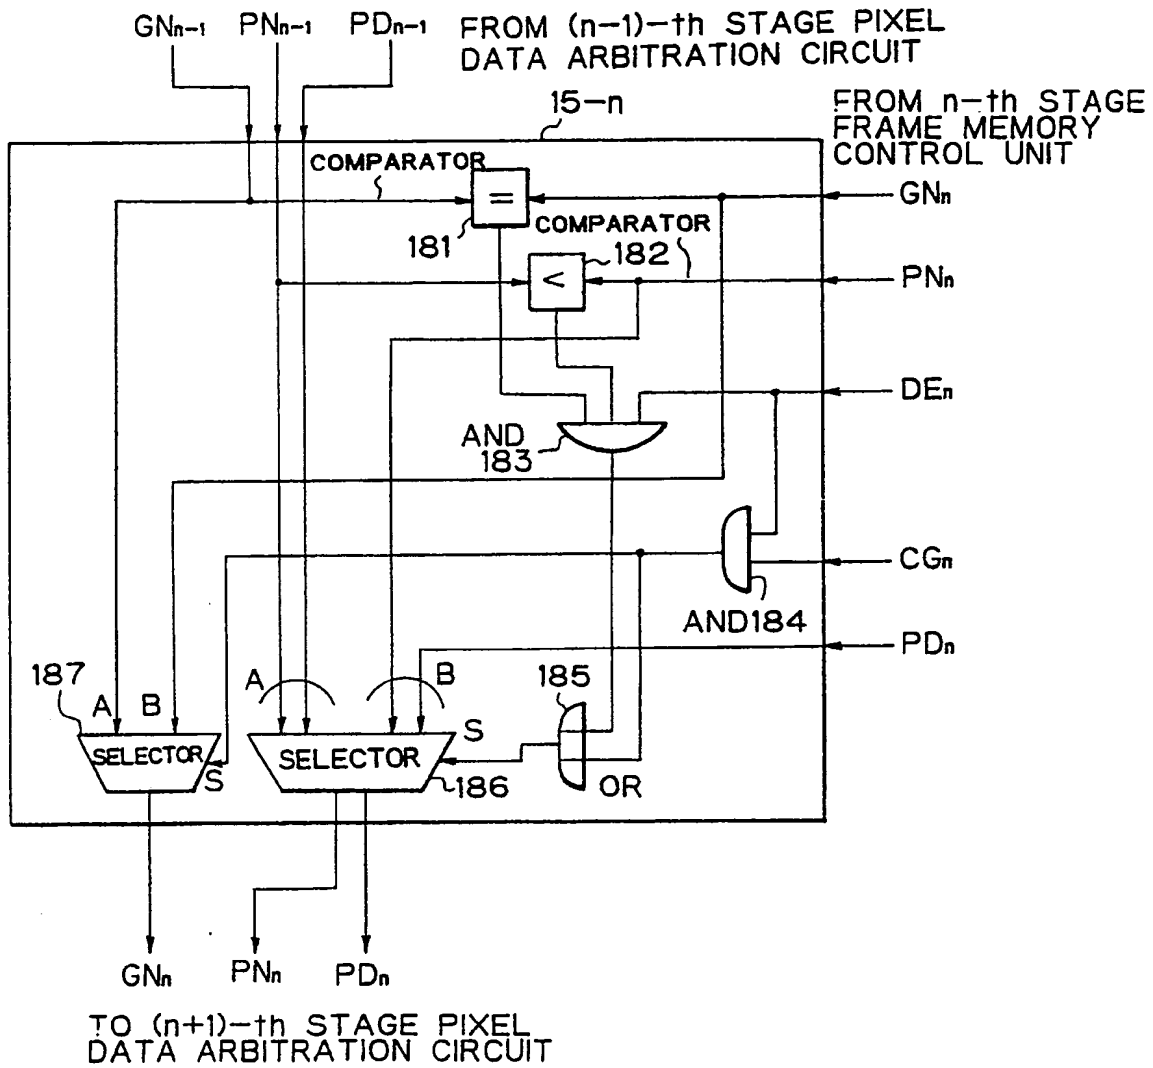 GNn-1 PNn-1 PDn-1
FROM (n-1)-th STAGE PIXEL
DATA ARBITRATION CIRCUIT
15-n
FROM n-th STAGE
FRAME MEMORY
CONTROL UNIT
COMPARATOR
=
GNn
181
COMPARATOR
182
<
PNn
DEn
AND
183
CGn
AND184
PDn
187
A B
A B
185
SELECTOR
S
SELECTOR
S
186
OR
GNn PNn PDn
TO (n+1)-th STAGE PIXEL
DATA ARBITRATION CIRCUIT